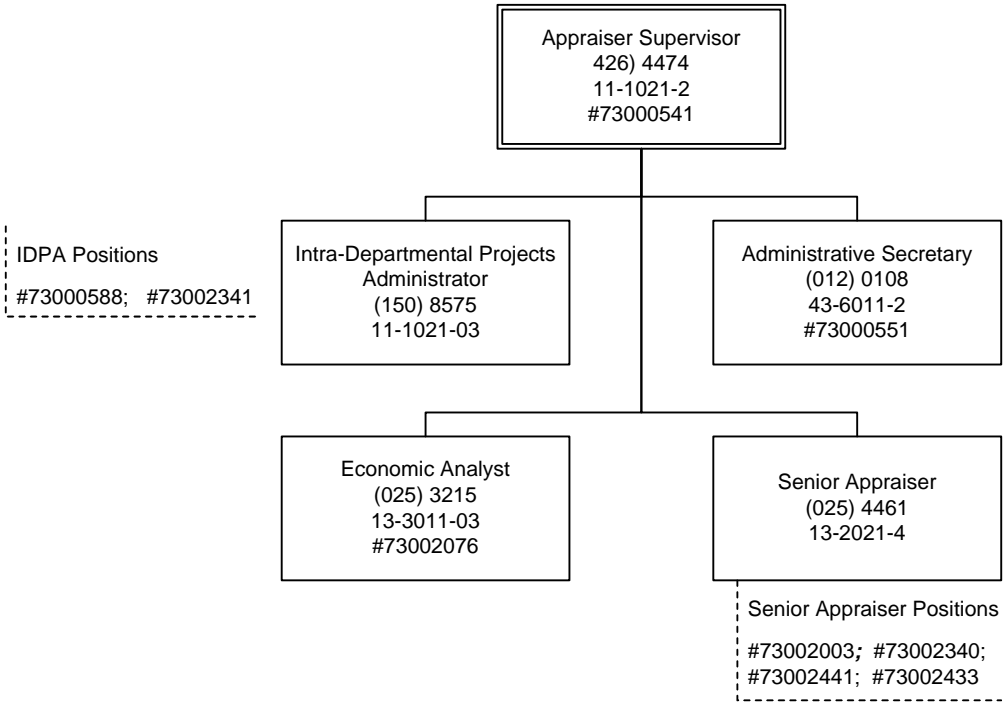 Appraiser Supervisor
426) 4474
11-1021-2
#73000541
IDPA Positions
#73000588; #73002341
Intra-Departmental Projects
Administrator
(150) 8575
11-1021-03
Administrative Secretary
(012) 0108
43-6011-2
#73000551
Economic Analyst
(025) 3215
13-3011-03
#73002076
Senior Appraiser
(025) 4461
13-2021-4
Senior Appraiser Positions
#73002003; #73002340;
#73002441; #73002433